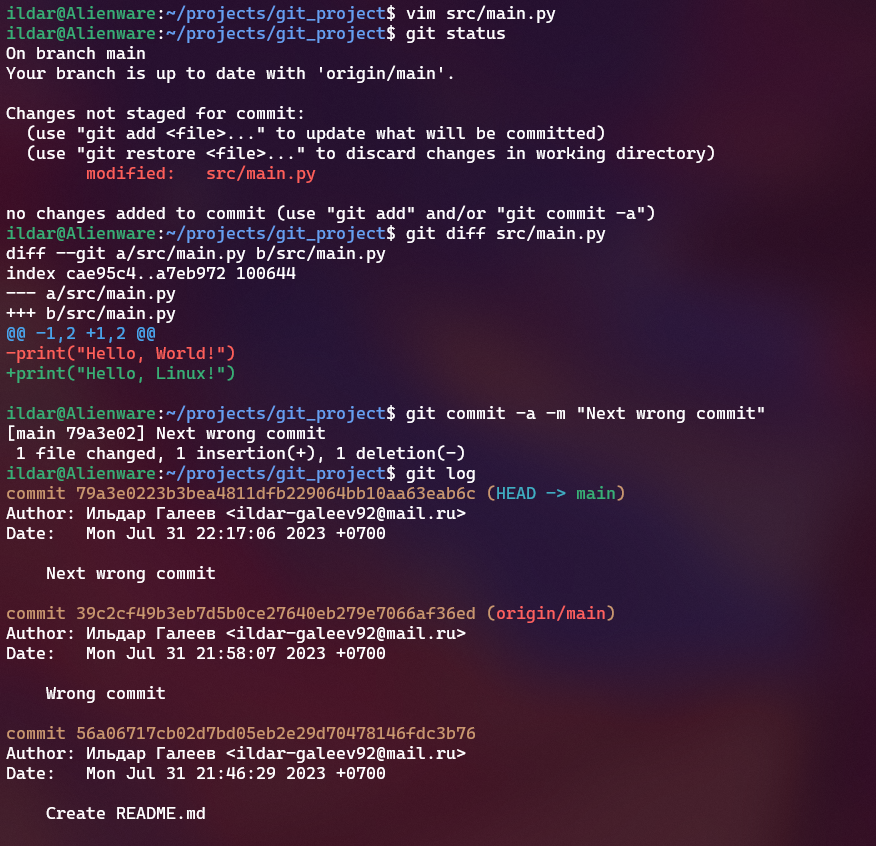 ildar@Alienware:~/projects/git_project$ vim src/main.py
ildar@Alienware:~/projects/git_project$ git status
On branch main
Your branch is up to date with 'origin/main'.
Changes not staged for commit:
  (use "git add <file>..." to update what will be committed)
  (use "git restore <file>..." to discard changes in working directory)
        modified:   src/main.py
no changes added to commit (use "git add" and/or "git commit -a")
ildar@Alienware:~/projects/git_project$ git diff src/main.py
diff --git a/src/main.py b/src/main.py
index cae95c4..a7eb972 100644
--- a/src/main.py
+++ b/src/main.py
@@ -1,2 +1,2 @@
-print("Hello, World!")
+print("Hello, Linux!")
ildar@Alienware:~/projects/git_project$ git commit -a -m "Next wrong commit"
[main 79a3e02] Next wrong commit
 1 file changed, 1 insertion(+), 1 deletion(-)
ildar@Alienware:~/projects/git_project$ git log
commit 79a3e0223b3bea4811dfb229064bb10aa63eab6c (HEAD -> main)
Author: Ильдар Галеев <ildar-galeev92@mail.ru>
Date:   Mon Jul 31 22:17:06 2023 +0700
    Next wrong commit
commit 39c2cf49b3eb7d5b0ce27640eb279e7066af36ed (origin/main)
Author: Ильдар Галеев <ildar-galeev92@mail.ru>
Date:   Mon Jul 31 21:58:07 2023 +0700
    Wrong commit
commit 56a06717cb02d7bd05eb2e29d70478146fdc3b76
Author: Ильдар Галеев <ildar-galeev92@mail.ru>
Date:   Mon Jul 31 21:46:29 2023 +0700
    Create README.md